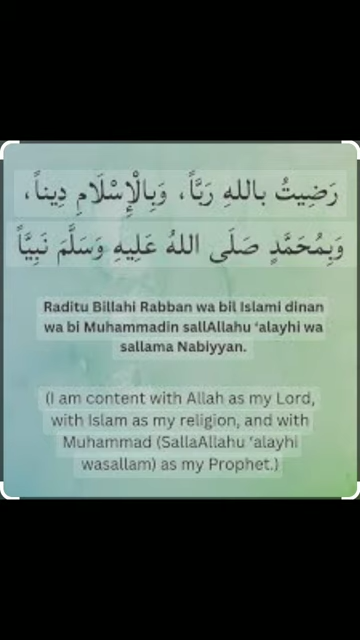 رَضِيتُ باللهِ رَبَّاً، وَبِالْإِسْلَامِ دِيناً،
وَبِمُحَمَّدٍ صَلَى اللهُ عَلِيهِ وَسَلَّمَ نَبِيَّاً
Raditu Billahi Rabban wa bil Islami dinan
wa bi Muhammadin sallAllahu ‘alayhi wa
sallama Nabiyyan.
(I am content with Allah as my Lord,
with Islam as my religion, and with
Muhammad (SallaAllahu ‘alayhi
wasallam) as my Prophet.)